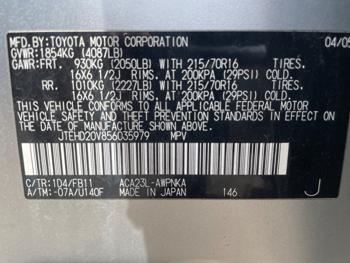 MFD. BY: TOYOTA MOTOR CORPORATION 04/05
GVWR: 1854KG (4087LB)
GAWR: FRT. 930KG (2050LB) WITH 215/70R16 TIRES.
16X6 1/2J RIMS. AT 200KPA (29PSI) COLD
RR. 1010KG (2227LB) WITH 215/70R16 TIRES.
16X6 1/2J RIMS. AT 200KPA (29PSI) COLD
THIS VEHICLE CONFORMS TO ALL APPLICABLE
FEDERAL MOTOR VEHICLE SAFETY STANDARDS IN
EFFECT ON THE DATE OF MANUFACTURE SHOWN ABOVE.
JTEHD20V856035979 MPV
C/TR: 1D4/FB11 ACA23L-AWPNKA
A/TM: -07A/U140F MADE IN JAPAN 146 J